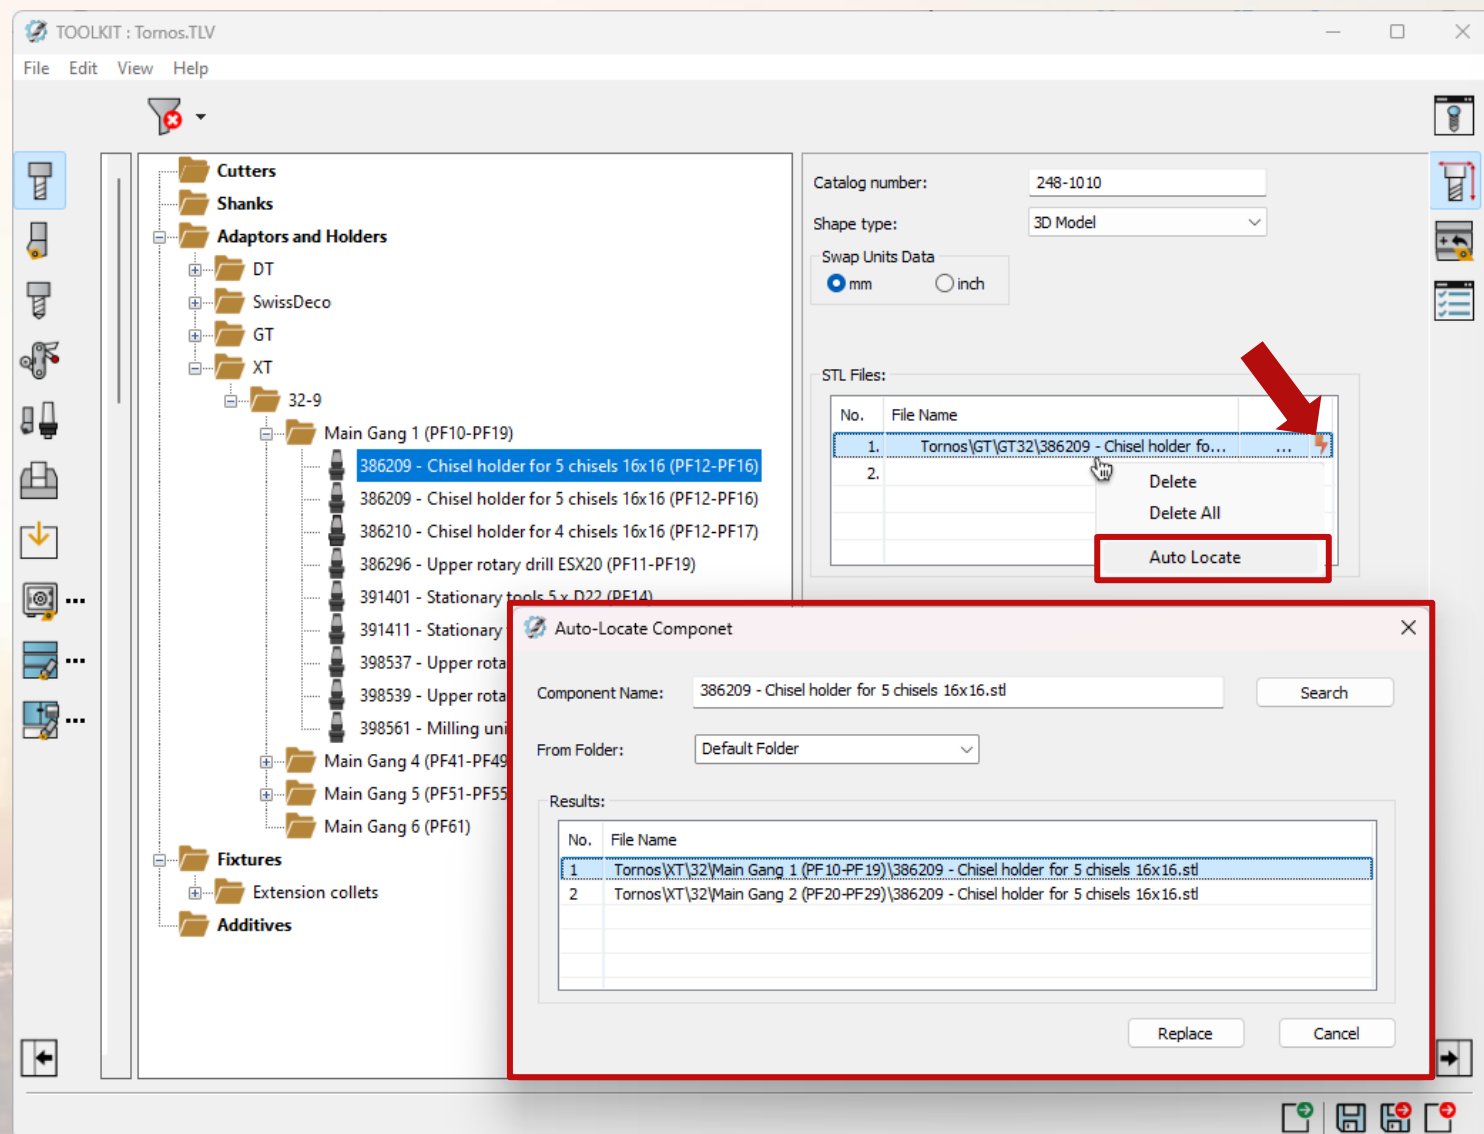 TOOLKIT : Tornos.TLV
File Edit View Help
Cutters
Shanks
Adaptors and Holders
DT
SwissDeco
GT
XT
32-9
Main Gang 1 (PF10-PF19)
386209 - Chisel holder for 5 chisels 16x16 (PF12-PF16)
386209 - Chisel holder for 5 chisels 16x16 (PF12-PF16)
386210 - Chisel holder for 4 chisels 16x16 (PF12-PF17)
386296 - Upper rotary drill ESX20 (PF11-PF19)
391401 - Stationary tools 5 x D22 (PF14)
391411 - Stationary
398537 - Upper rota
398539 - Upper rota
398561 - Milling uni
Main Gang 4 (PF41-PF49
Main Gang 5 (PF51-PF55
Main Gang 6 (PF61)
Fixtures
Extension collets
Additives
Catalog number: 248-1010
Shape type: 3D Model
Swap Units Data
mm inch
STL Files:
No. File Name
1. Tornos\GT\GT32\386209 - Chisel holder fo... ...
2.
Delete
Delete All
Auto Locate
Auto-Locate Componet
Component Name: 386209 - Chisel holder for 5 chisels 16x16.stl Search
From Folder: Default Folder
Results:
No. File Name
1 Tornos\XT\32\Main Gang 1 (PF10-PF19)\386209 - Chisel holder for 5 chisels 16x16.stl
2 Tornos\XT\32\Main Gang 2 (PF20-PF29)\386209 - Chisel holder for 5 chisels 16x16.stl
Replace Cancel